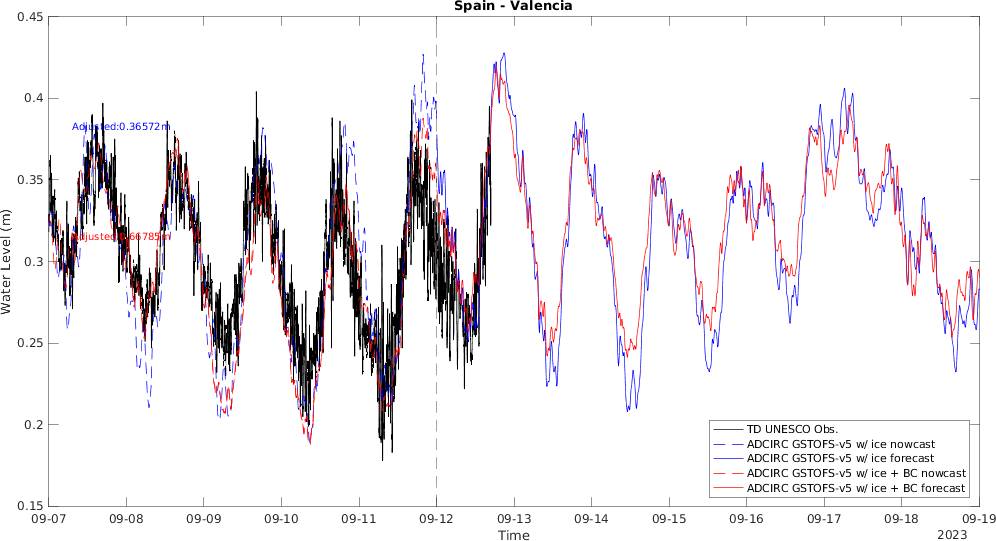 Spain - Valencia
0.45
0.4
0.35
0.3
0.25
0.2
0.15
Water Level (m)
Adjusted:0.36572m
Adjusted:0.66785m
TD UNESCO Obs.
ADCIRC GSTOFS-v5 w/ ice nowcast
ADCIRC GSTOFS-v5 w/ ice forecast
ADCIRC GSTOFS-v5 w/ ice + BC nowcast
ADCIRC GSTOFS-v5 w/ ice + BC forecast
09-07 09-08 09-09 09-10 09-11 09-12 09-13 09-14 09-15 09-16 09-17 09-18 09-19
Time
2023